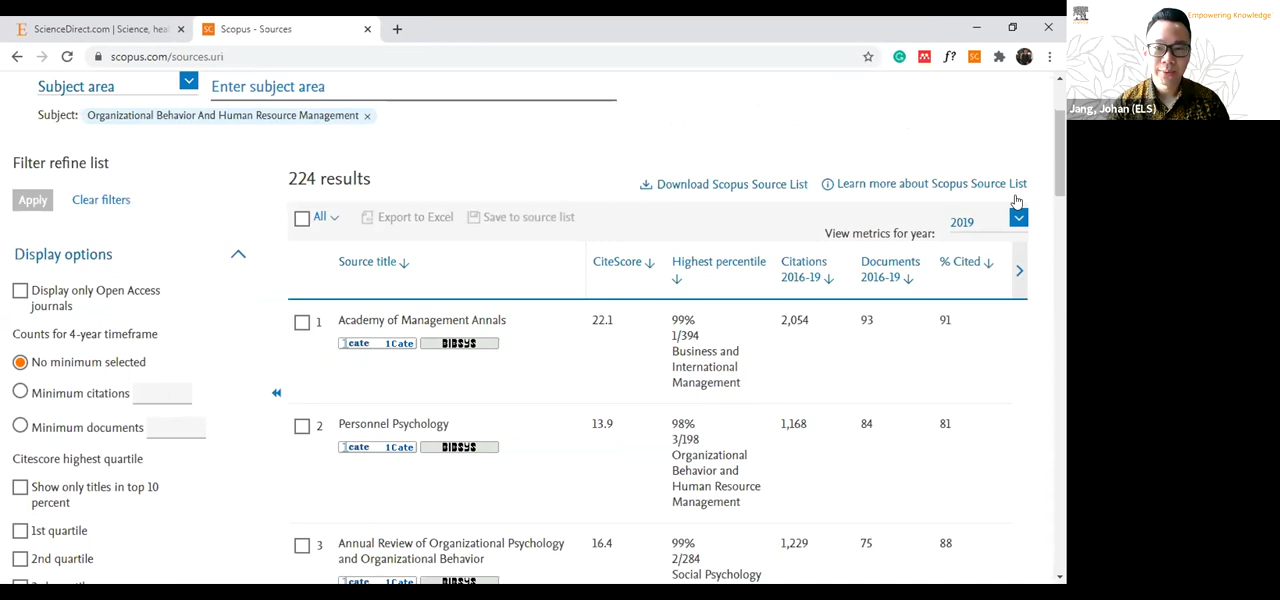 ScienceDirect.com | Science, hea
Scopus - Sources
scopus.com/sources.uri
Empowering Knowledge
Jang, Johan (ELS)
Subject area
Enter subject area
Subject: Organizational Behavior And Human Resource Management
Filter refine list
Apply Clear filters
Display options
Display only Open Access
journals
Counts for 4-year timeframe
No minimum selected
Minimum citations
Minimum documents
Citescore highest quartile
Show only titles in top 10
percent
1st quartile
2nd quartile
224 results
Download Scopus Source List Learn more about Scopus Source List
All Export to Excel Save to source list
View metrics for year: 2019
Source title CiteScore Highest percentile Citations
2016-19 Documents
2016-19 % Cited
1 Academy of Management Annals 22.1 99% 2,054 93 91
1/394
Business and
International
Management
1cate 1Cate
2 Personnel Psychology 13.9 98% 1,168 84 81
3/198
Organizational
Behavior and
Human Resource
Management
1cate 1Cate
3 Annual Review of Organizational Psychology
and Organizational Behavior 16.4 99% 1,229 75 88
2/284
Social Psychology
1cate 1Cate